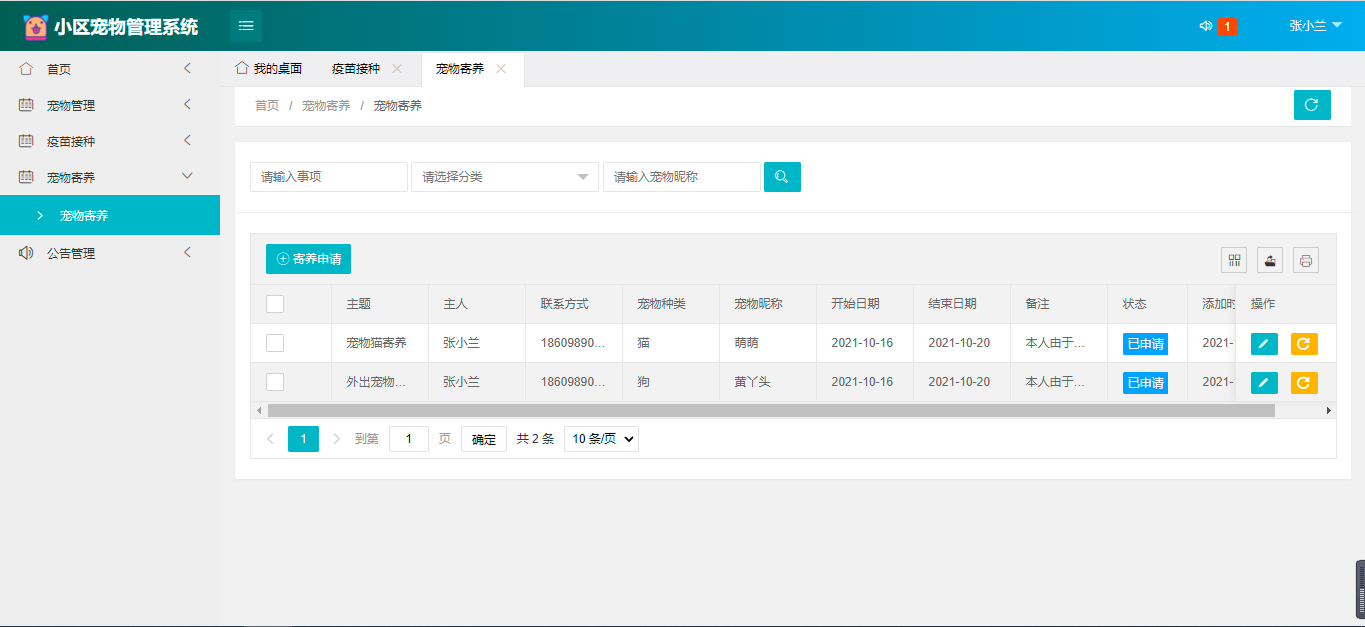 小区宠物管理系统
1
张小兰
首页
宠物管理
疫苗接种
宠物寄养
宠物寄养
公告管理
我的桌面 疫苗接种 宠物寄养
首页 / 宠物寄养 / 宠物寄养
请输入事项 请选择分类 请输入宠物昵称
寄养申请
主题 主人 联系方式 宠物种类 宠物昵称 开始日期 结束日期 备注 状态 添加时 操作
宠物猫寄养 张小兰 18609890... 猫 萌萌 2021-10-16 2021-10-20 本人由于... 已申请 2021-
外出宠物... 张小兰 18609890... 狗 黄丫头 2021-10-16 2021-10-20 本人由于... 已申请 2021-
1 到第 1 页 确定 共 2 条 10 条/页